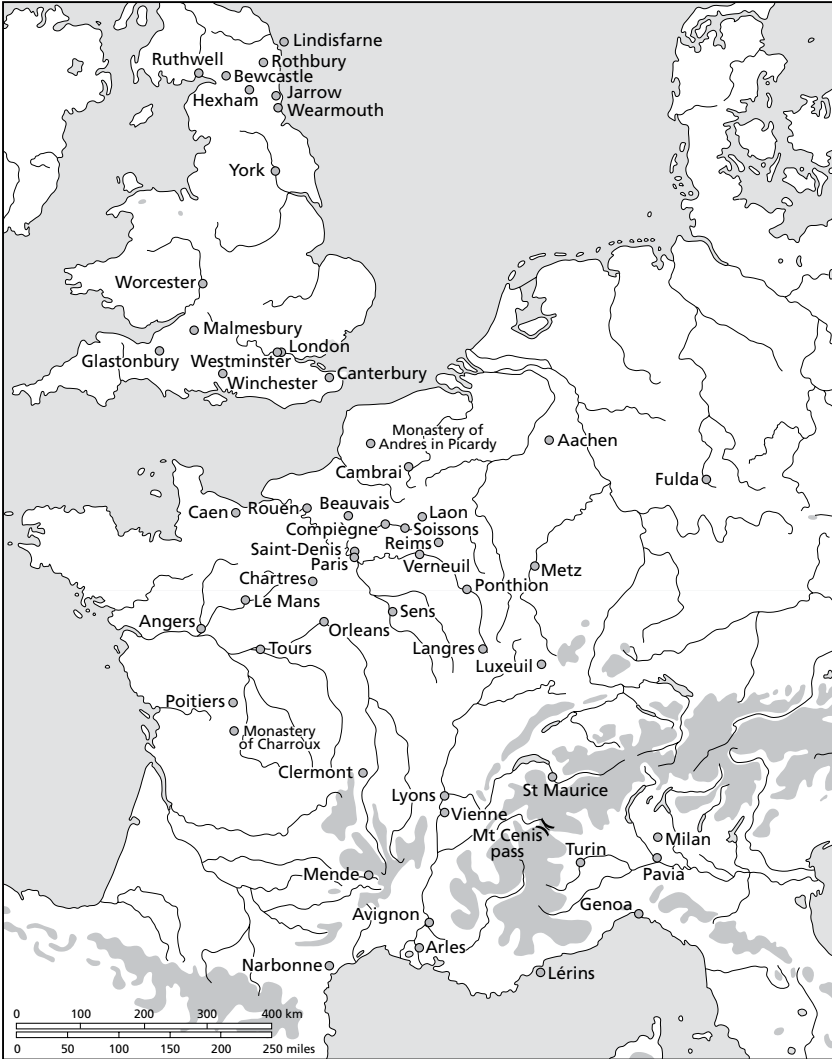 Lindisfarne
Ruthwell
Rothbury
Bewcastle
Hexham
Jarrow
Wearmouth
York
Worcester
Malmesbury
London
Glastonbury
Westminster
Winchester
Canterbury
Monastery of
Andres in Picardy
Aachen
Cambrai
Fulda
Caen
Rouen
Beauvais
Laon
Compiègne
Soissons
Saint-Denis
Reims
Paris
Verneuil
Metz
Chartres
Ponthion
Le Mans
Sens
Angers
Orleans
Tours
Langres
Luxeuil
Poitiers
Monastery
of Charroux
Clermont
St Maurice
Lyons
Vienne
Mt Cenis
pass
Milan
Turin
Mende
Pavia
Avignon
Genoa
Arles
Narbonne
Lérins
0 100 200 300 400 km
0 50 100 150 200 250 miles